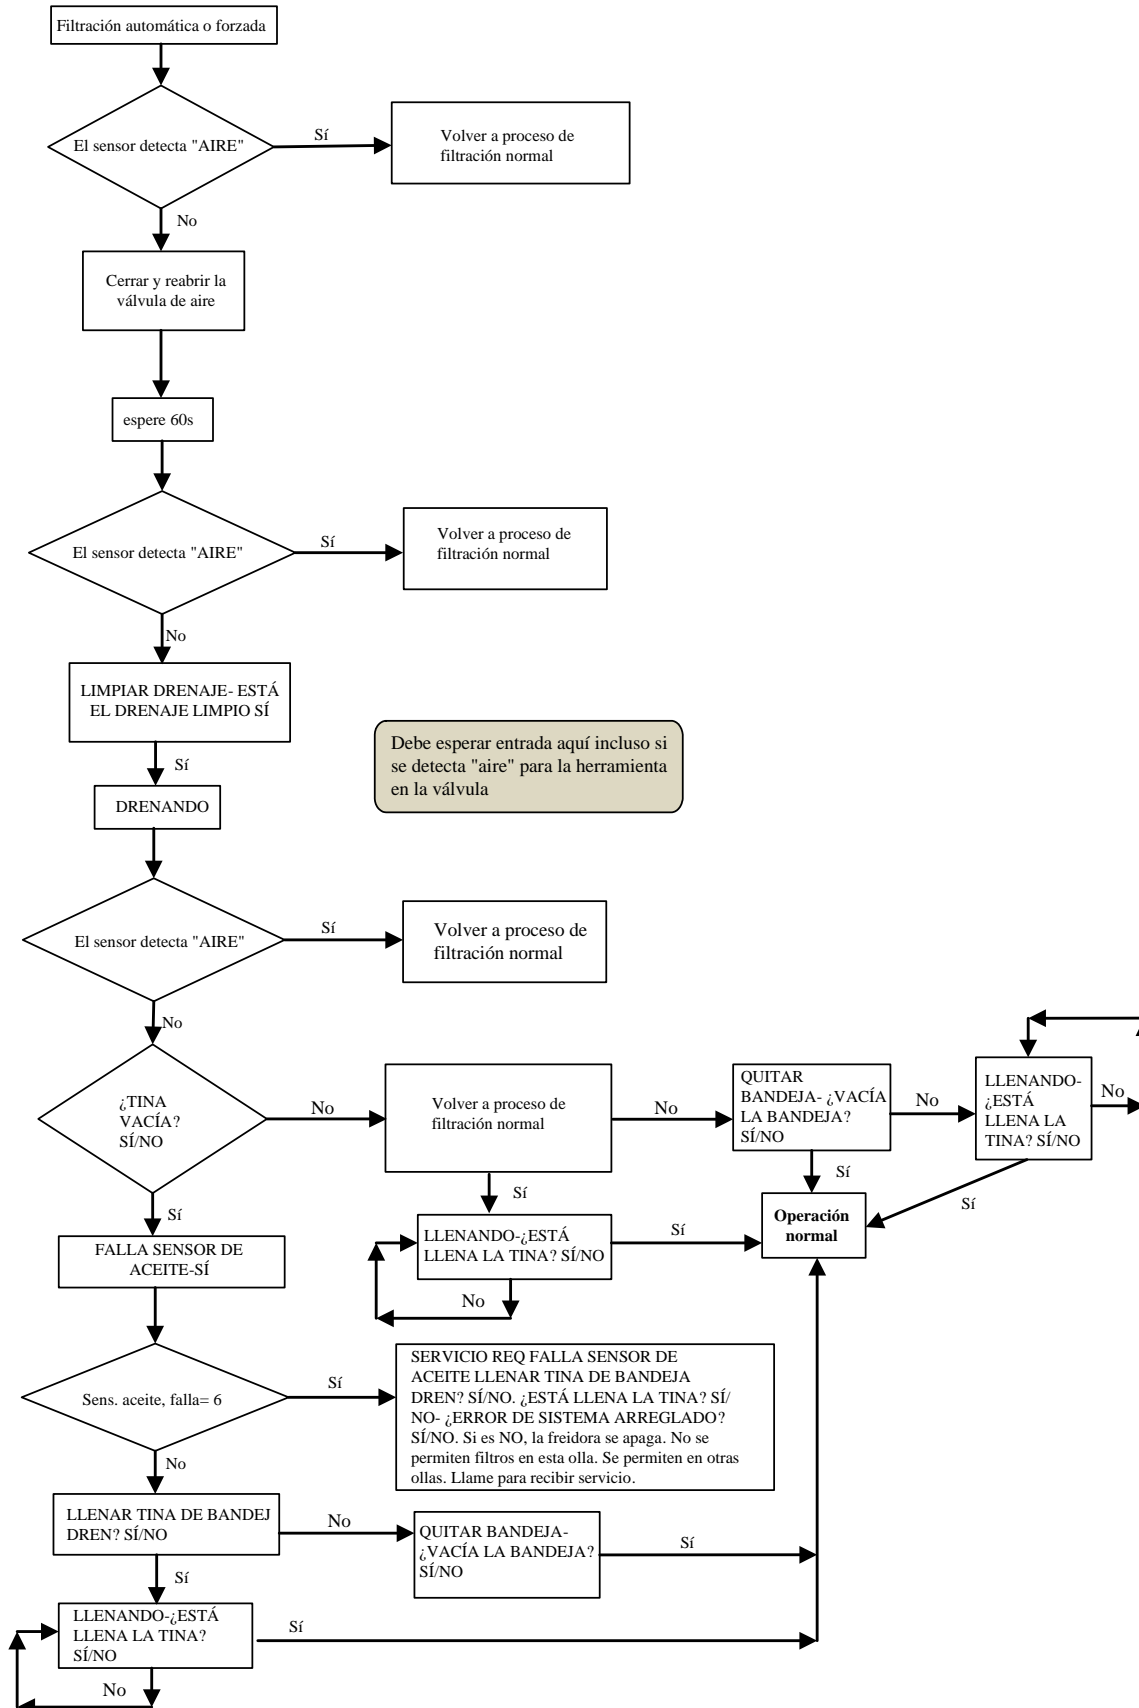 Filtración automática o forzada
El sensor detecta "AIRE"
Sí
Volver a proceso de
filtración normal
No
Cerrar y reabrir la
válvula de aire
espere 60s
El sensor detecta "AIRE"
Sí
Volver a proceso de
filtración normal
No
LIMPIAR DRENAJE- ESTÁ
EL DRENAJE LIMPIO SÍ
Debe esperar entrada aquí incluso si
se detecta "aire" para la herramienta
en la válvula
Sí
DRENANDO
El sensor detecta "AIRE"
Sí
Volver a proceso de
filtración normal
No
¿TINA
VACÍA?
SÍ/NO
No
Volver a proceso de
filtración normal
No
QUITAR
BANDEJA- ¿VACÍA
LA BANDEJA?
SÍ/NO
No
LLENANDO-
¿ESTÁ
LLENA LA
TINA? SÍ/NO
No
Sí
Sí
Sí
Sí
Operación
normal
LLENANDO-¿ESTÁ
LLENA LA TINA? SÍ/NO
Sí
No
FALLA SENSOR DE
ACEITE-SÍ
Sens. aceite, falla= 6
Sí
SERVICIO REQ FALLA SENSOR DE
ACEITE LLENAR TINA DE BANDEJA
DREN? SÍ/NO. ¿ESTÁ LLENA LA TINA? SÍ/
NO- ¿ERROR DE SISTEMA ARREGLADO?
SÍ/NO. Si es NO, la freidora se apaga. No se
permiten filtros en esta olla. Se permiten en otras
ollas. Llame para recibir servicio.
No
LLENAR TINA DE BANDEJ
DREN? SÍ/NO
No
QUITAR BANDEJA-
¿VACÍA LA BANDEJA?
SÍ/NO
Sí
Sí
LLENANDO-¿ESTÁ
LLENA LA TINA?
SÍ/NO
Sí
No